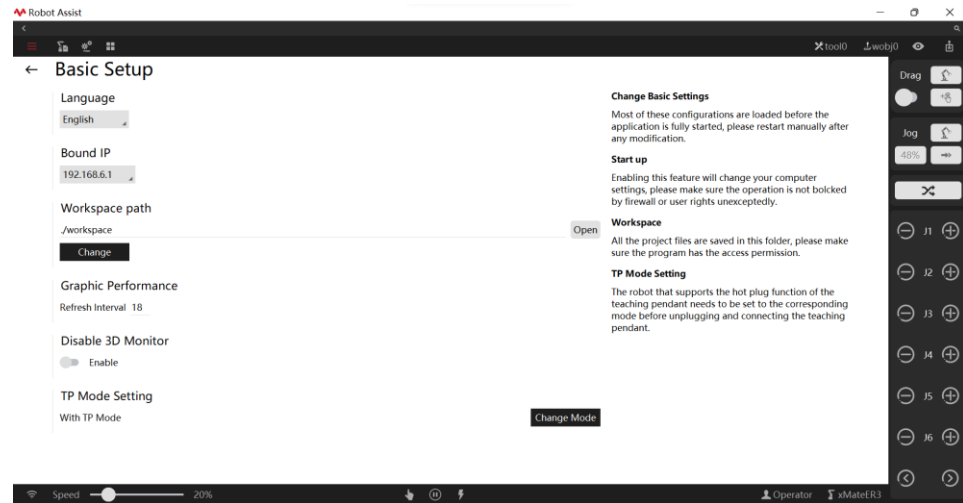 Robot Assist
tool0
wobj0
Basic Setup
Language
English
Bound IP
192.168.6.1
Workspace path
./workspace
Open
Change
Graphic Performance
Refresh Interval 18
Disable 3D Monitor
Enable
TP Mode Setting
With TP Mode
Change Mode
Change Basic Settings
Most of these configurations are loaded before the
application is fully started, please restart manually after
any modification.
Start up
Enabling this feature will change your computer
settings, please make sure the operation is not bolcked
by firewall or user rights unexceptedly.
Workspace
All the project files are saved in this folder, please make
sure the program has the access permission.
TP Mode Setting
The robot that supports the hot plug function of the
teaching pendant needs to be set to the corresponding
mode before unplugging and connecting the teaching
pendant.
Drag
Jog
48%
J1
J2
J3
J4
J5
J6
Speed
20%
Operator
xMateER3